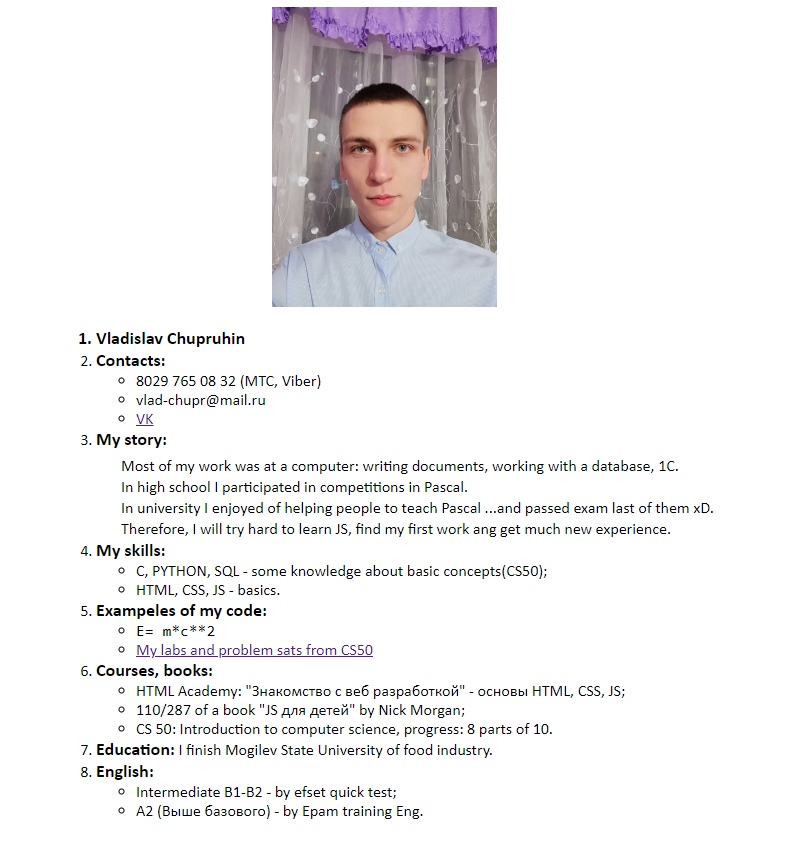 1. Vladislav Chupruhin
2. Contacts:
8029 765 08 32 (МТС, Viber)
vlad-chupr@mail.ru
VK
3. My story:
Most of my work was at a computer: writing documents, working with a database, 1C.
In high school I participated in competitions in Pascal.
In university I enjoyed of helping people to teach Pascal ...and passed exam last of them xD.
Therefore, I will try hard to learn JS, find my first work ang get much new experience.
4. My skills:
C, PYTHON, SQL - some knowledge about basic concepts(CS50);
HTML, CSS, JS - basics.
5. Exampeles of my code:
E= m*c**2
My labs and problem sats from CS50
6. Courses, books:
HTML Academy: "Знакомство с веб разработкой" - основы HTML, CSS, JS;
110/287 of a book "JS для детей" by Nick Morgan;
CS 50: Introduction to computer science, progress: 8 parts of 10.
7. Education: I finish Mogilev State University of food industry.
8. English:
Intermediate B1-B2 - by efset quick test;
A2 (Выше базового) - by Epam training Eng.